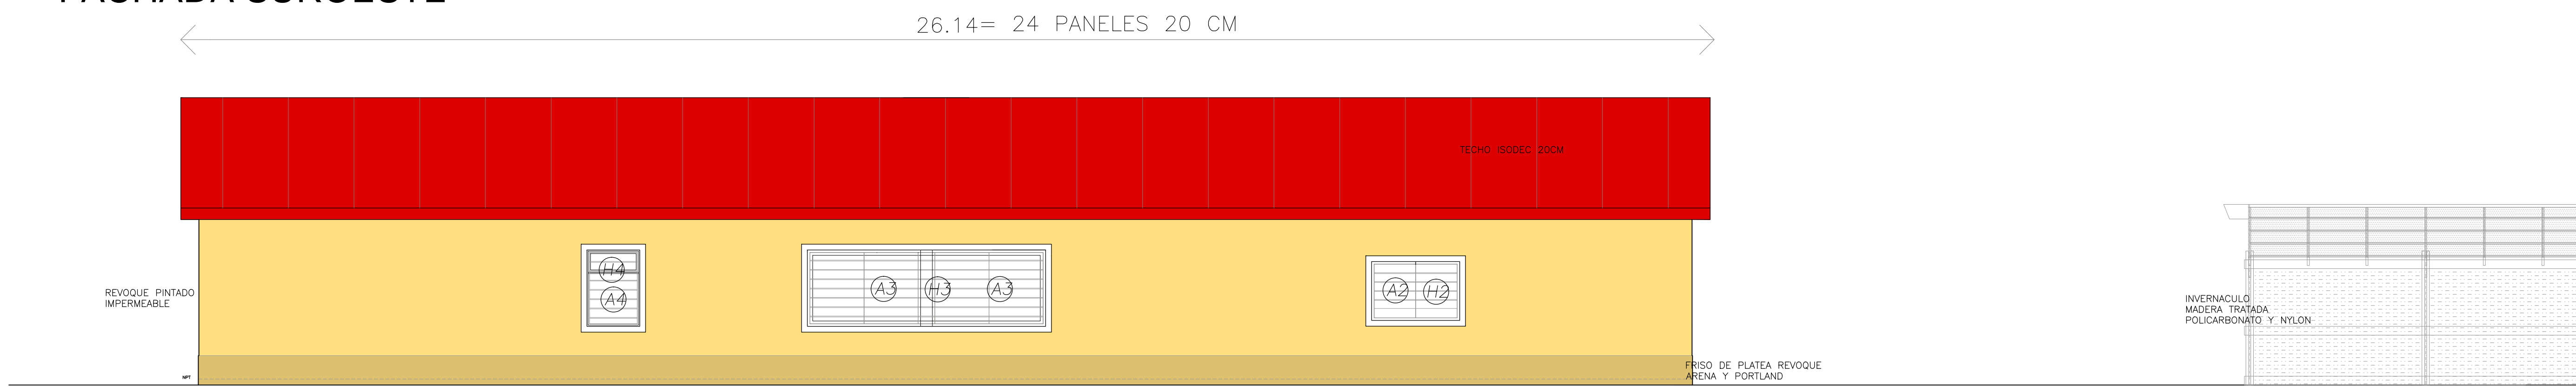 26.14= 24 PANELES 20 CM
TECHO ISODEC 20CM
H4
A4
A3
H3
A3
A2
H2
REVOQUE PINTADO
IMPERMEABLE
INVERNACULO
MADERA TRATADA
POLICARBONATO Y NYLON
FRISO DE PLATEA REVOQUE
ARENA Y PORTLAND
NPT